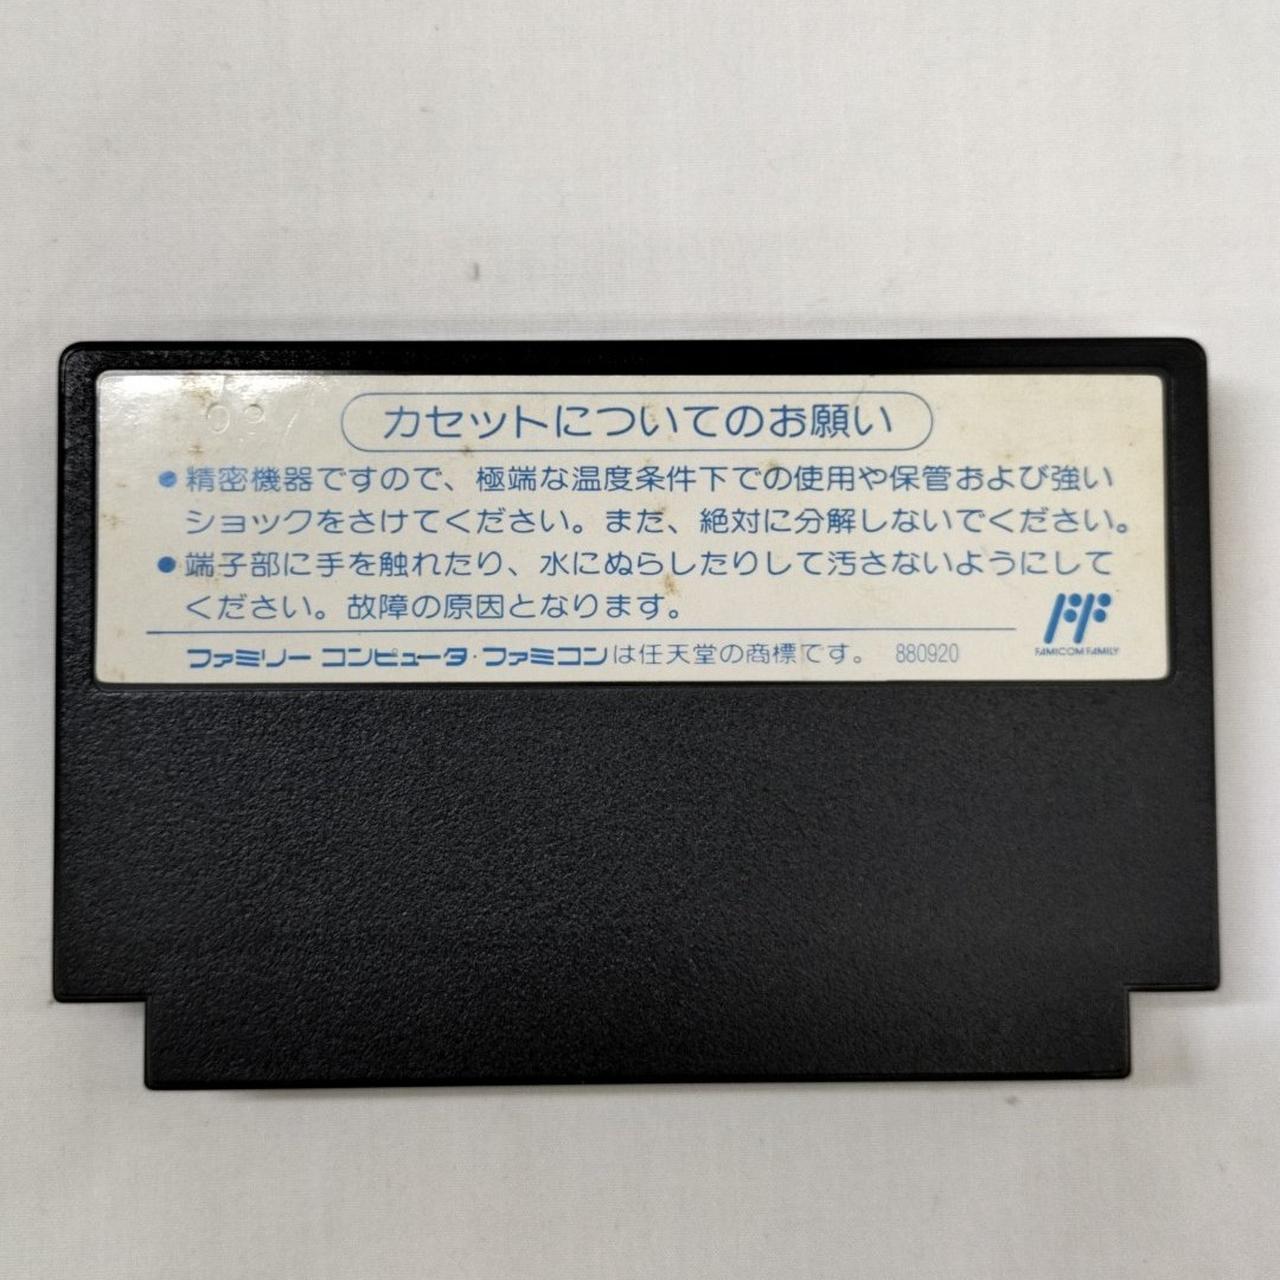 カセットについてのお願い
●精密機器ですので、極端な温度条件下での使用や保管および強い
ショックをさけてください。また、絶対に分解しないでください。
●端子部に手を触れたり、水にぬらしたりして汚さないようにして
ください。故障の原因となります。
ファミリーコンピュータ・ファミコンは任天堂の商標です。 880920
FF
FAMICOM FAMILY